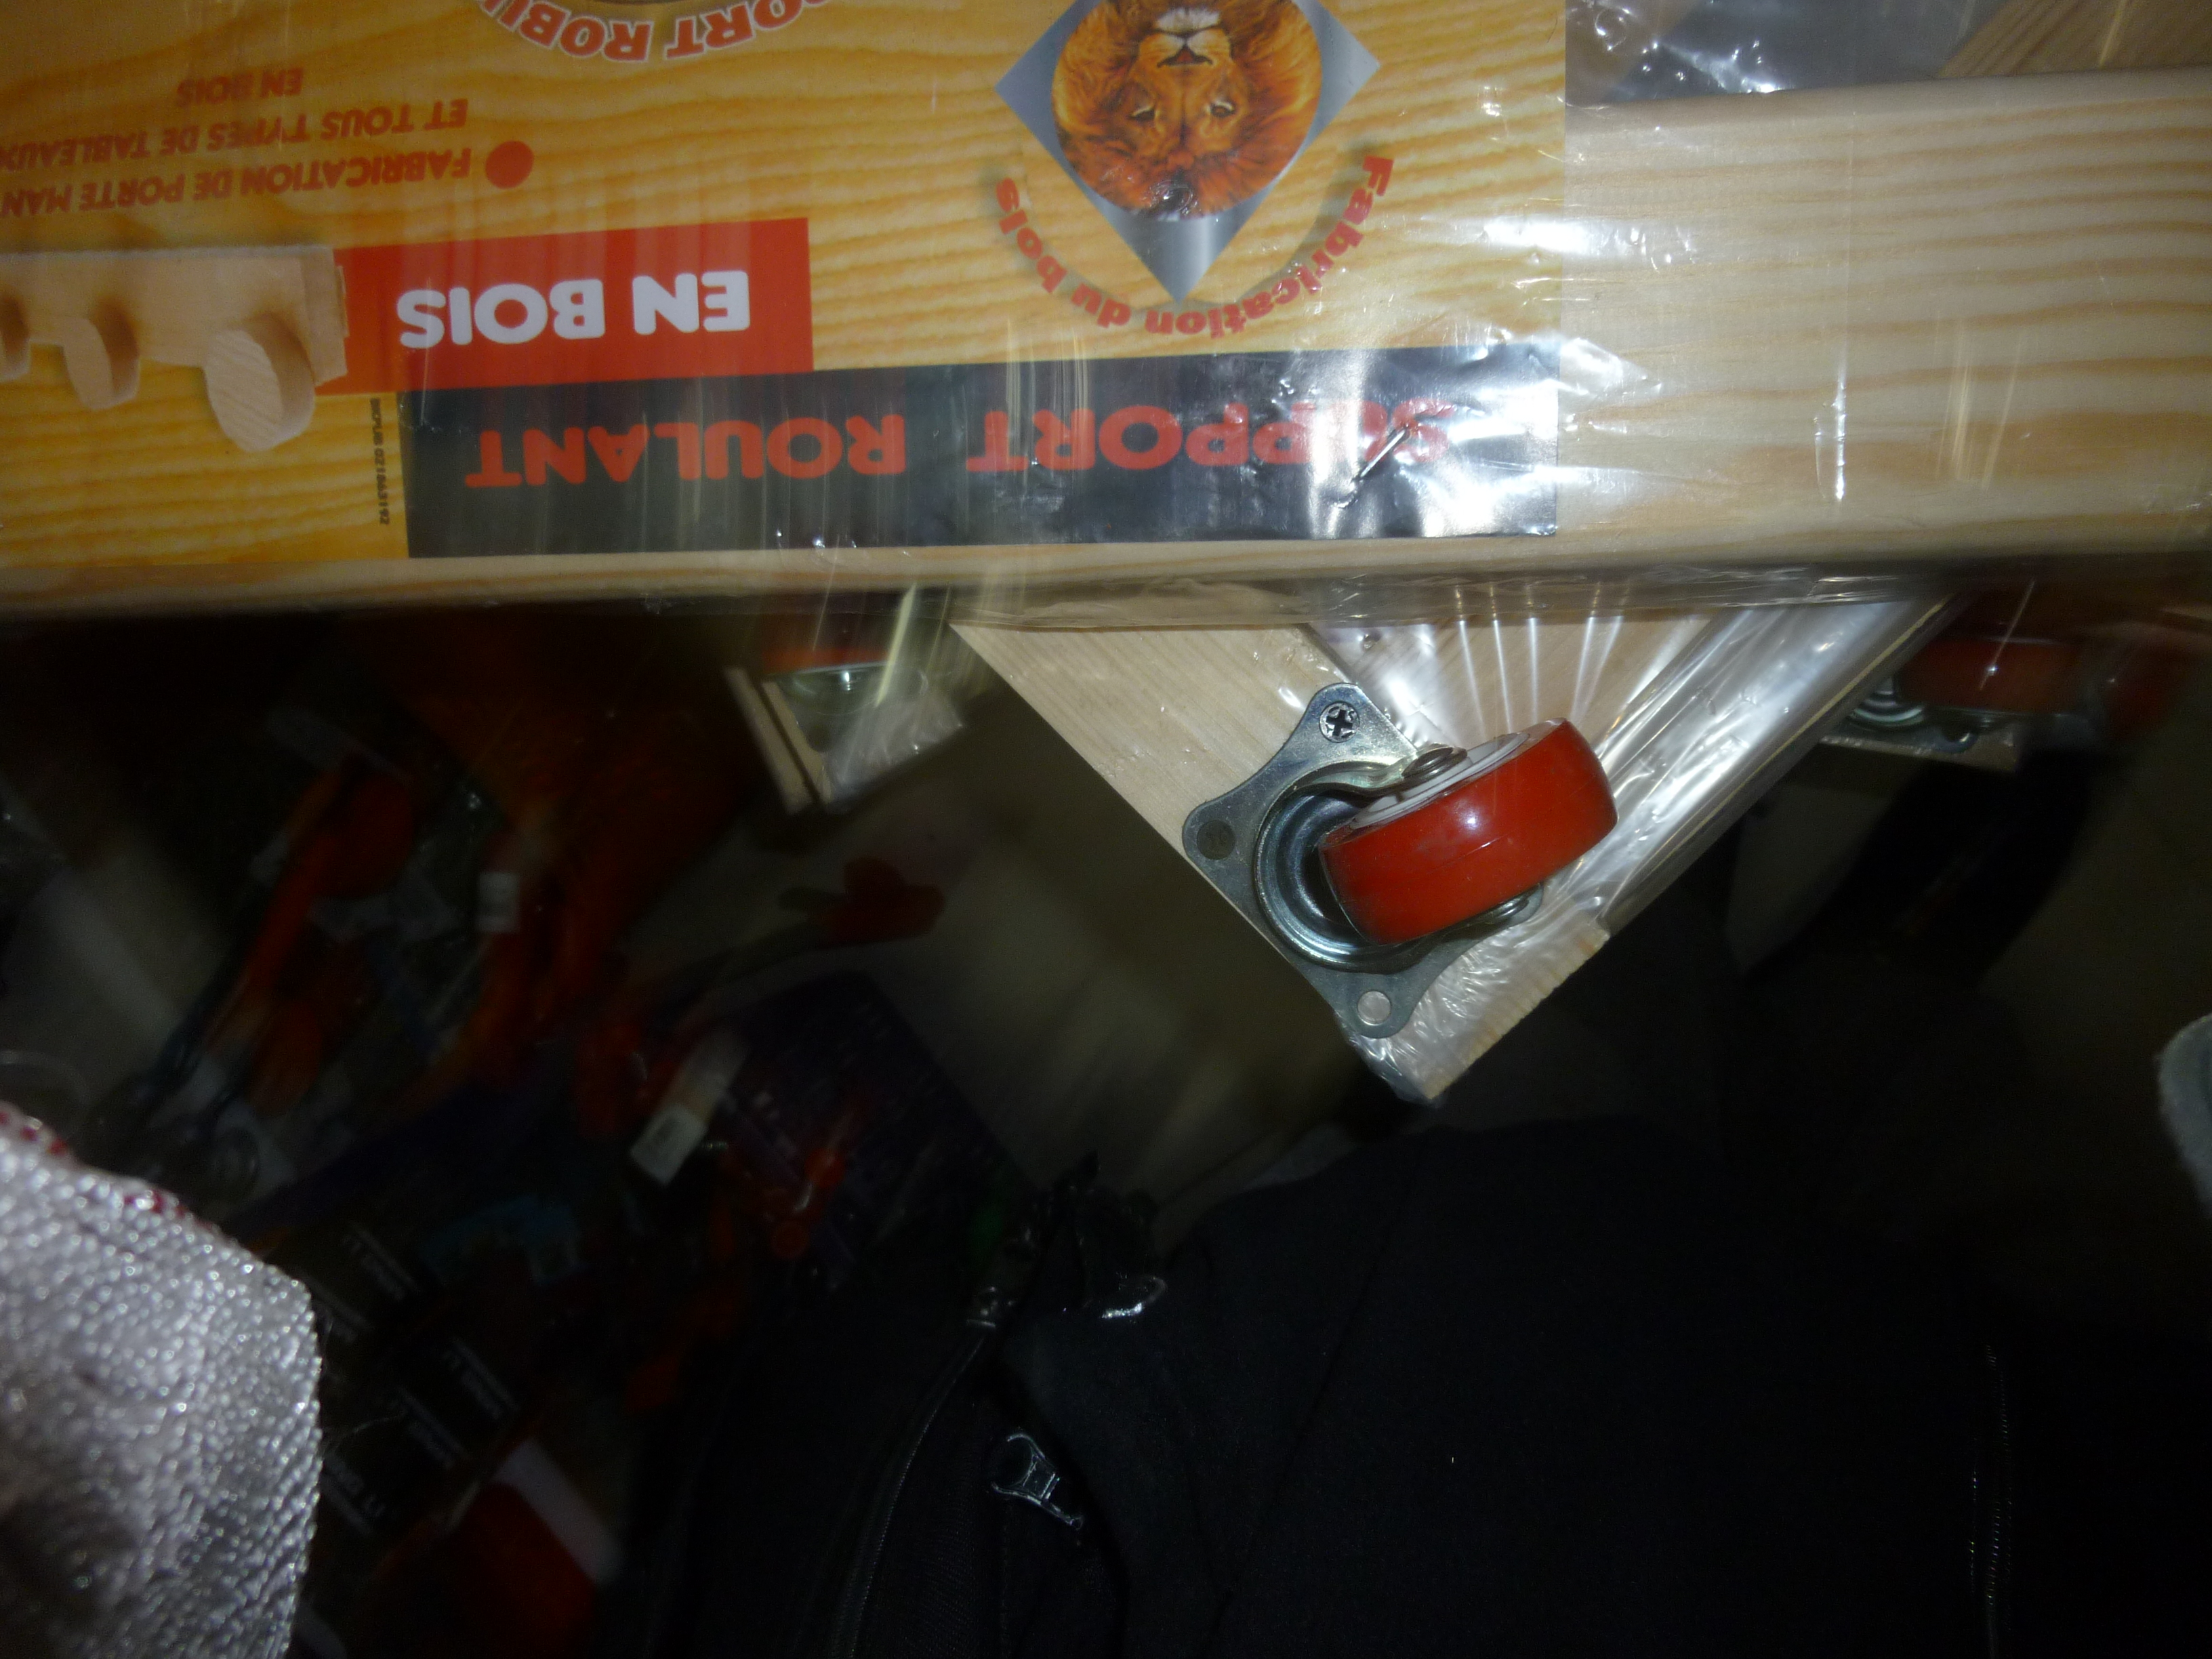 SUPPORT ROULANT
EN BOIS
Fabrication du bois
FABRICATION DE PORTE MAN
ET TOUS TYPES DE TABLEAUX
EN BOIS
PORT ROBU